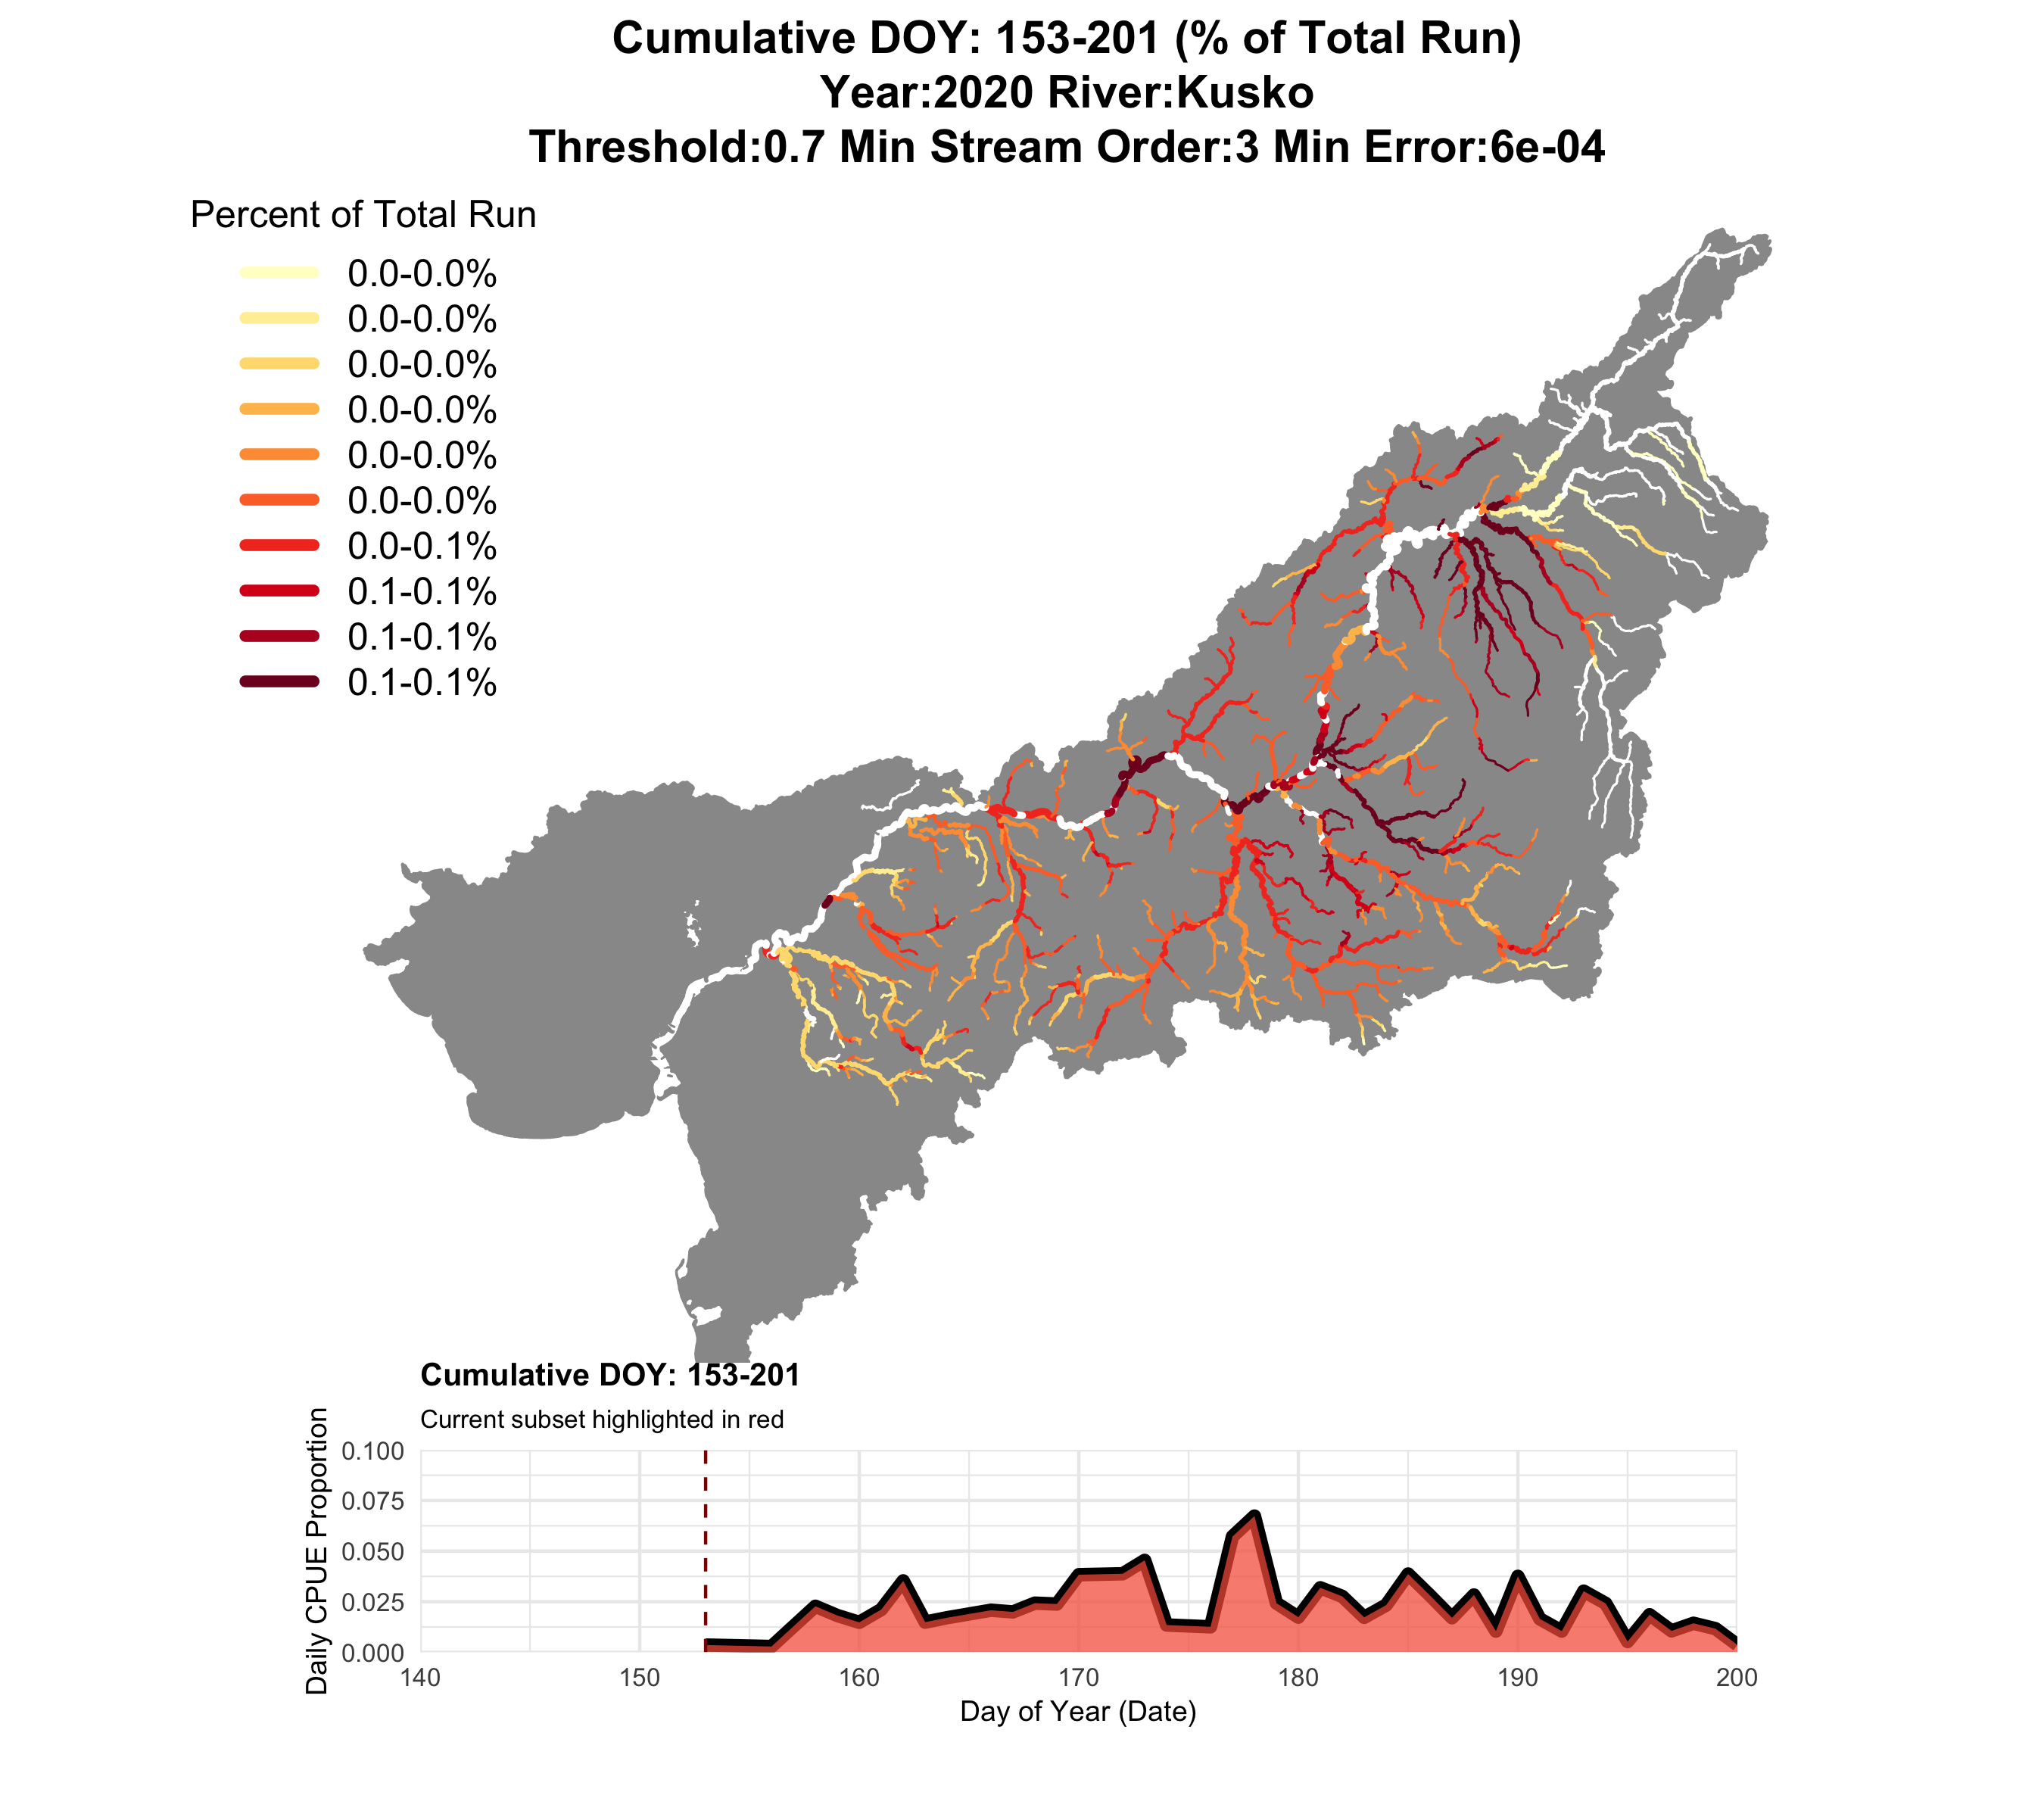 Cumulative DOY: 153-201 (% of Total Run)
Year:2020 River:Kusko
Threshold:0.7 Min Stream Order:3 Min Error:6e-04
Percent of Total Run
0.0-0.0%
0.0-0.0%
0.0-0.0%
0.0-0.0%
0.0-0.0%
0.0-0.0%
0.0-0.1%
0.1-0.1%
0.1-0.1%
0.1-0.1%
Cumulative DOY: 153-201
Current subset highlighted in red
Daily CPUE Proportion
0.100
0.075
0.050
0.025
0.000
140 150 160 170 180 190 200
Day of Year (Date)